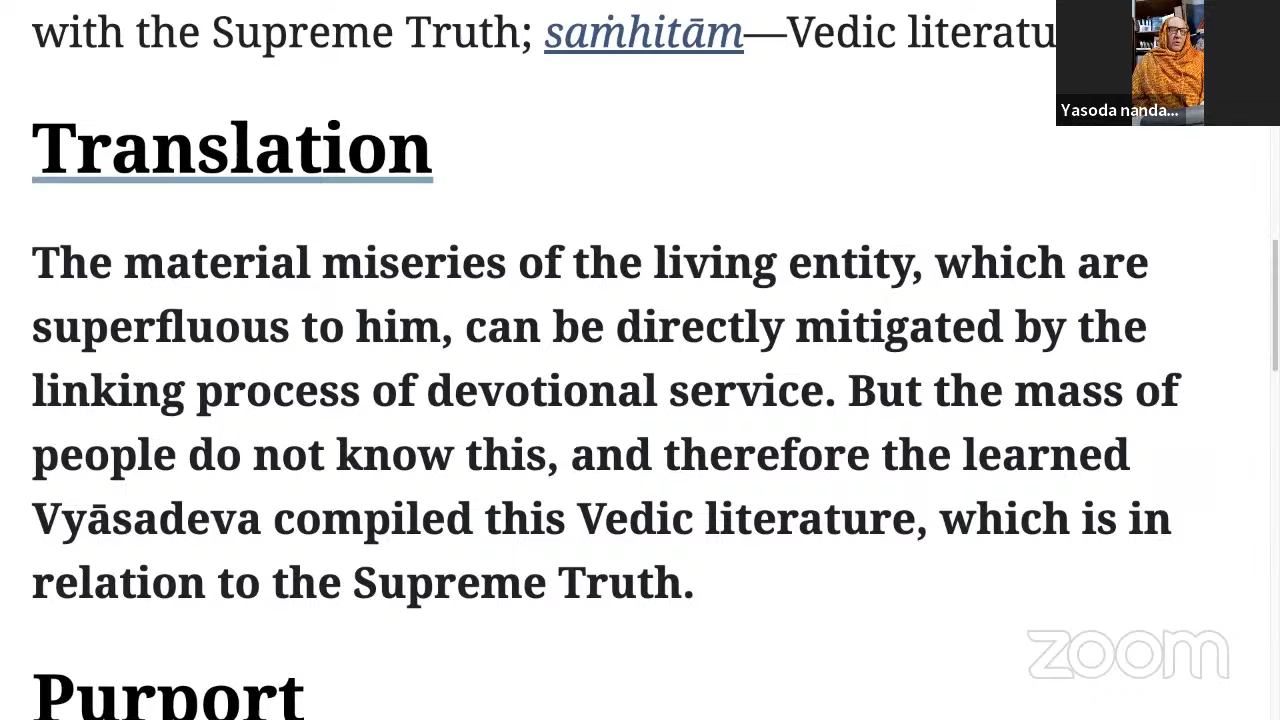 with the Supreme Truth; saṁhitām—Vedic literatu
Yasoda nanda...
Translation
The material miseries of the living entity, which are
superfluous to him, can be directly mitigated by the
linking process of devotional service. But the mass of
people do not know this, and therefore the learned
Vyāsadeva compiled this Vedic literature, which is in
relation to the Supreme Truth.
zoom
Purport